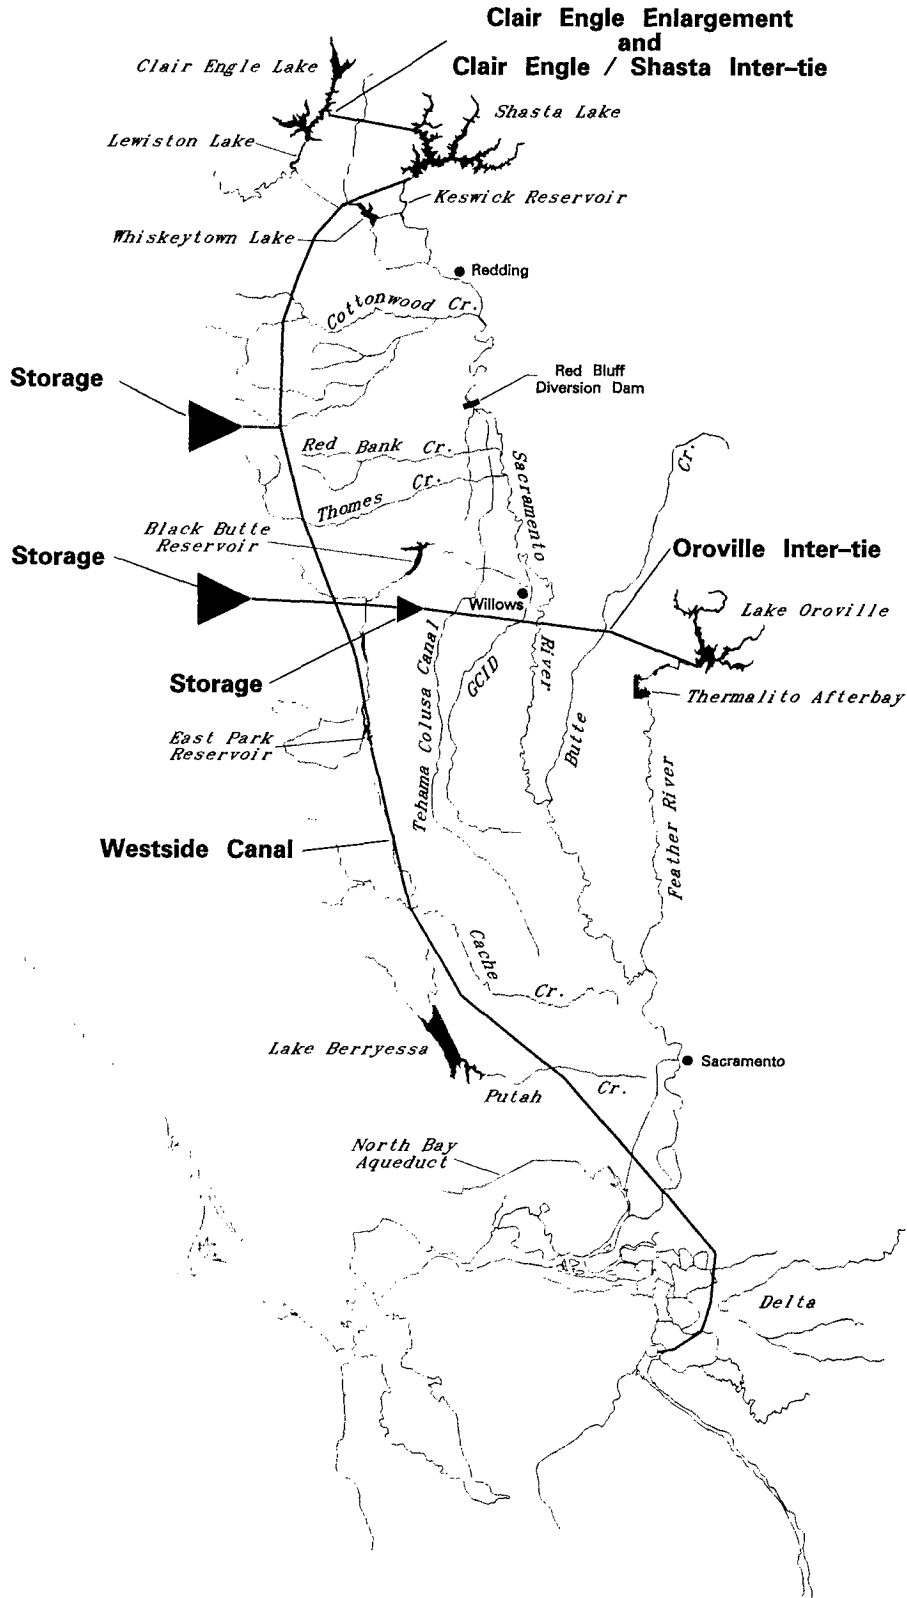 Clair Engle Enlargement
and
Clair Engle / Shasta Inter-tie
Clair Engle Lake
Shasta Lake
Lewiston Lake
Keswick Reservoir
Whiskeytown Lake
Redding
Cottonwood Cr.
Storage
Red Bluff
Diversion Dam
Red Bank Cr.
Sacramento
Cr.
Thomes Cr.
Black Butte
Reservoir
Storage
Oroville Inter-tie
Willows
Lake Oroville
River
Storage
GCID
Thermalito Afterbay
East Park
Reservoir
Tehama Colusa Canal
Butte
Feather River
Westside Canal
Cache
Cr.
Lake Berryessa
Sacramento
Putah Cr.
North Bay
Aqueduct
Delta